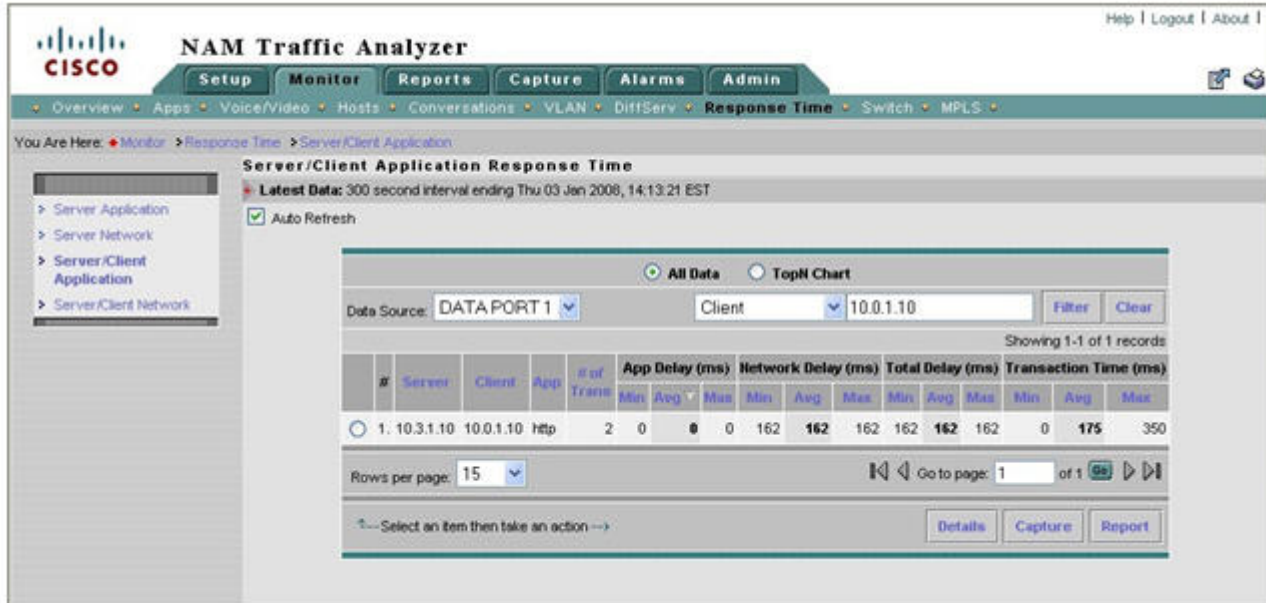 Help | Logout | About |
CISCO
NAM Traffic Analyzer
Setup Monitor Reports Capture Alarms Admin
Overview Apps Voice/Video Hosts Conversations VLAN DiffServ Response Time Switch MPLS
You Are Here: Monitor > Response Time > Server/Client Application
Server/Client Application Response Time
Latest Data: 300 second interval ending Thu 03 Jan 2008, 14:13:21 EST
> Server Application
> Server Network
> Server/Client
Application
> Server/Client Network
Auto Refresh
All Data TopN Chart
Data Source: DATA PORT 1 Client 10.0.1.10 Filter Clear
Showing 1-1 of 1 records
# Server Client App # of Trans App Delay (ms) Network Delay (ms) Total Delay (ms) Transaction Time (ms)
Min Avg Max Min Avg Max Min Avg Max Min Avg Max
1. 10.3.1.10 10.0.1.10 http 2 0 0 0 162 162 162 162 162 162 0 175 350
Rows per page: 15 Go to page: 1 of 1 Go
Select an item then take an action --> Details Capture Report